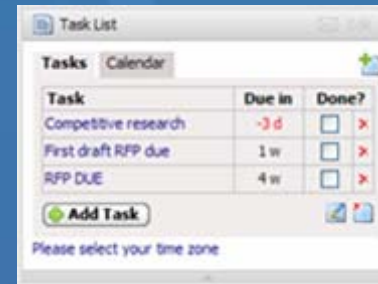 Task List
Tasks Calendar
Task Due in Done?
Competitive research -3 d
First draft RFP due 1 w
RFP DUE 4 w
Add Task
Please select your time zone